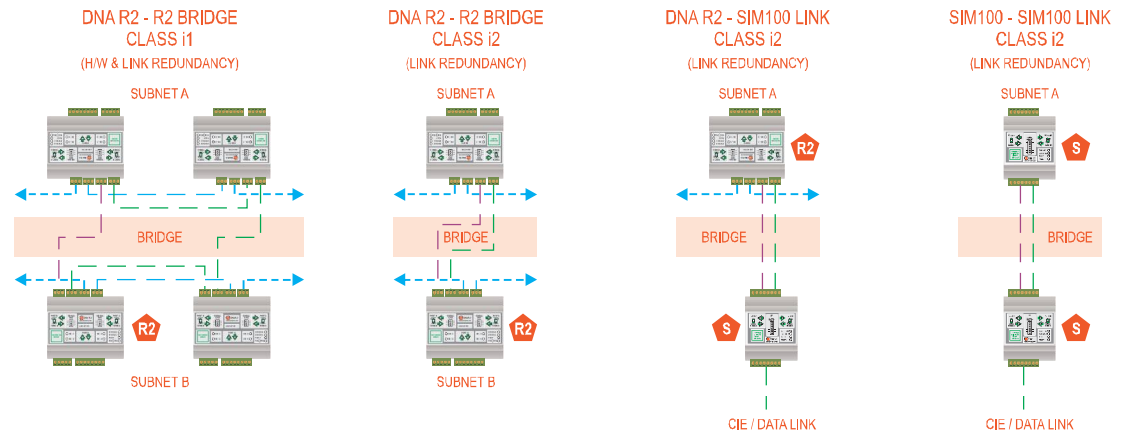 DNA R2 - R2 BRIDGE
CLASS i1
(H/W & LINK REDUNDANCY)
SUBNET A
BRIDGE
R2
SUBNET B
DNA R2 - R2 BRIDGE
CLASS i2
(LINK REDUNDANCY)
SUBNET A
BRIDGE
R2
SUBNET B
DNA R2 - SIM100 LINK
CLASS i2
(LINK REDUNDANCY)
SUBNET A
R2
BRIDGE
S
CIE / DATA LINK
SIM100 - SIM100 LINK
CLASS i2
(LINK REDUNDANCY)
SUBNET A
S
BRIDGE
S
CIE / DATA LINK